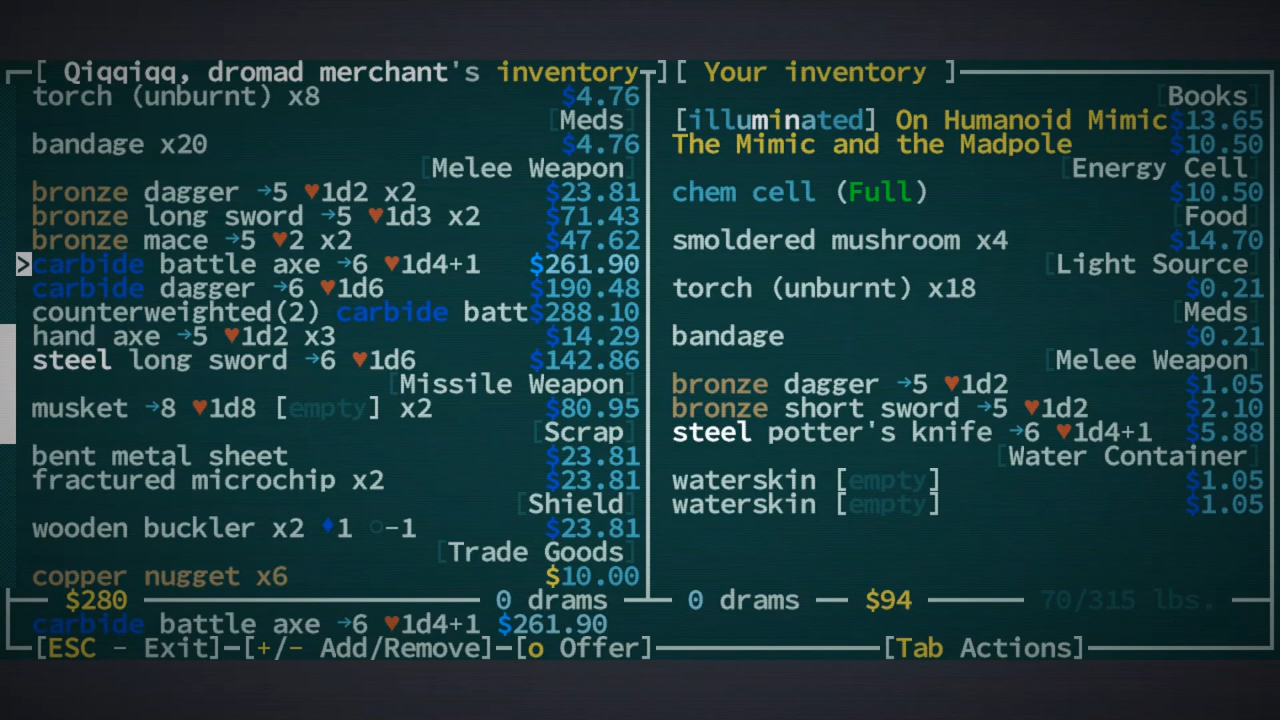 [ Qiqqiqq, dromad merchant's inventory ][ Your inventory ]
torch (unburnt) x8 $4.76
[Meds]
bandage x20 $4.76
[Melee Weapon]
bronze dagger →5 ♥1d2 x2 $23.81
bronze long sword →5 ♥1d3 x2 $71.43
bronze mace →5 ♥2 x2 $47.62
>carbide battle axe →6 ♥1d4+1 $261.90
carbide dagger →6 ♥1d6 $190.48
counterweighted(2) carbide batt$288.10
hand axe →5 ♥1d2 x3 $14.29
steel long sword →6 ♥1d6 $142.86
[Missile Weapon]
musket →8 ♥1d8 [empty] x2 $80.95
[Scrap]
bent metal sheet $23.81
fractured microchip x2 $23.81
[Shield]
wooden buckler x2 ♦1 ○-1 $23.81
[Trade Goods]
copper nugget x6 $10.00
[Books]
[illuminated] On Humanoid Mimic$13.65
The Mimic and the Madpole $10.50
[Energy Cell]
chem cell (Full) $10.50
[Food]
smoldered mushroom x4 $14.70
[Light Source]
torch (unburnt) x18 $0.21
[Meds]
bandage $0.21
[Melee Weapon]
bronze dagger →5 ♥1d2 $1.05
bronze short sword →5 ♥1d2 $2.10
steel potter's knife →6 ♥1d4+1 $5.88
[Water Container]
waterskin [empty] $1.05
waterskin [empty] $1.05
$280 0 drams 0 drams $94 70/315 lbs.
carbide battle axe →6 ♥1d4+1 $261.90
[ESC - Exit] [+/- Add/Remove] [o Offer] [Tab Actions]